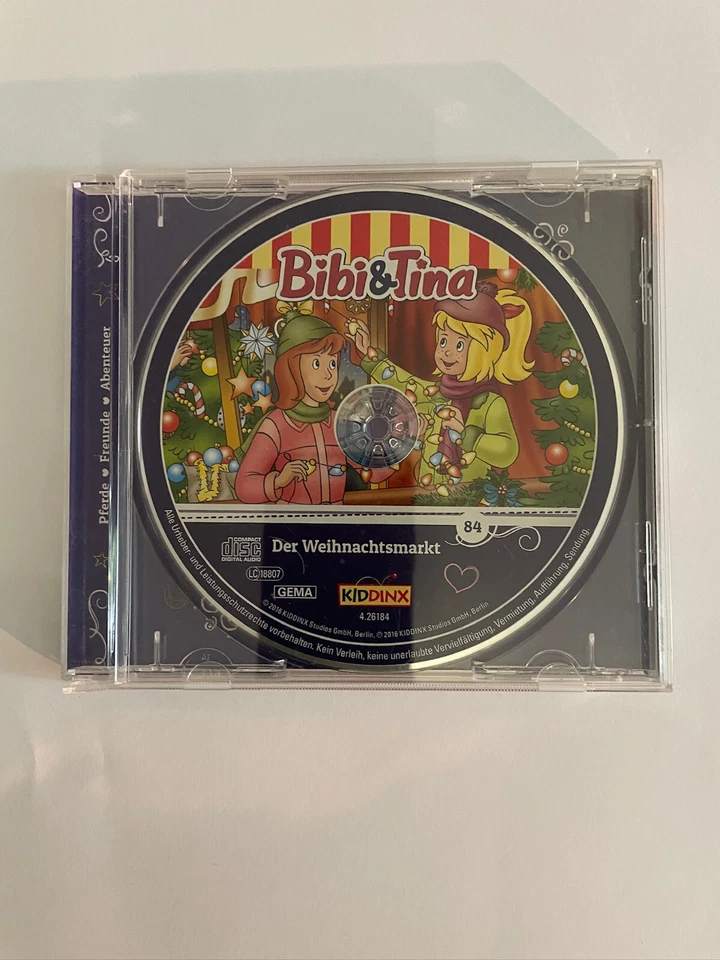 Pferde ♥ Freunde ♥ Abenteuer
Bibi&Tina
84
COMPACT
disc
DIGITAL AUDIO
Der Weihnachtsmarkt
LC 18807
GEMA
KIDDINX
4.26184
© 2016 KIDDINX Studios GmbH, Berlin, ℗ 2016 KIDDINX Studios GmbH, Berlin
Alle Urheber- und Leistungsschutzrechte vorbehalten. Kein Verleih, keine unerlaubte Vervielfältigung, Vermietung, Aufführung, Sendung.